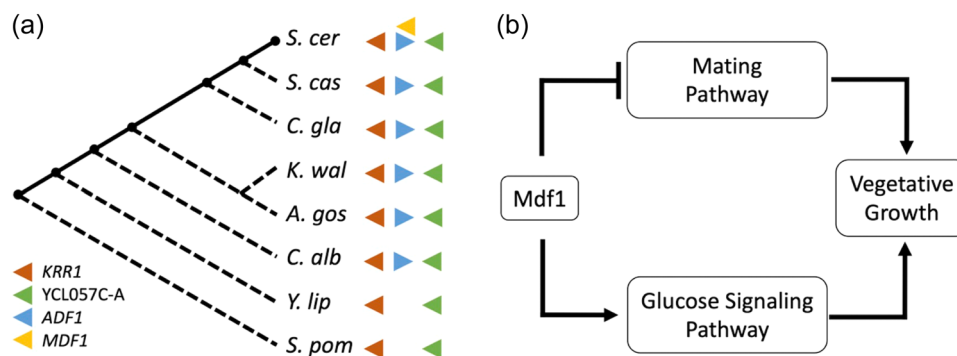 (a)
S. cer
S. cas
C. gla
K. wal
A. gos
C. alb
Y. lip
S. pom
KRR1
YCL057C-A
ADF1
MDF1
(b)
Mating
Pathway
Mdf1
Vegetative
Growth
Glucose Signaling
Pathway